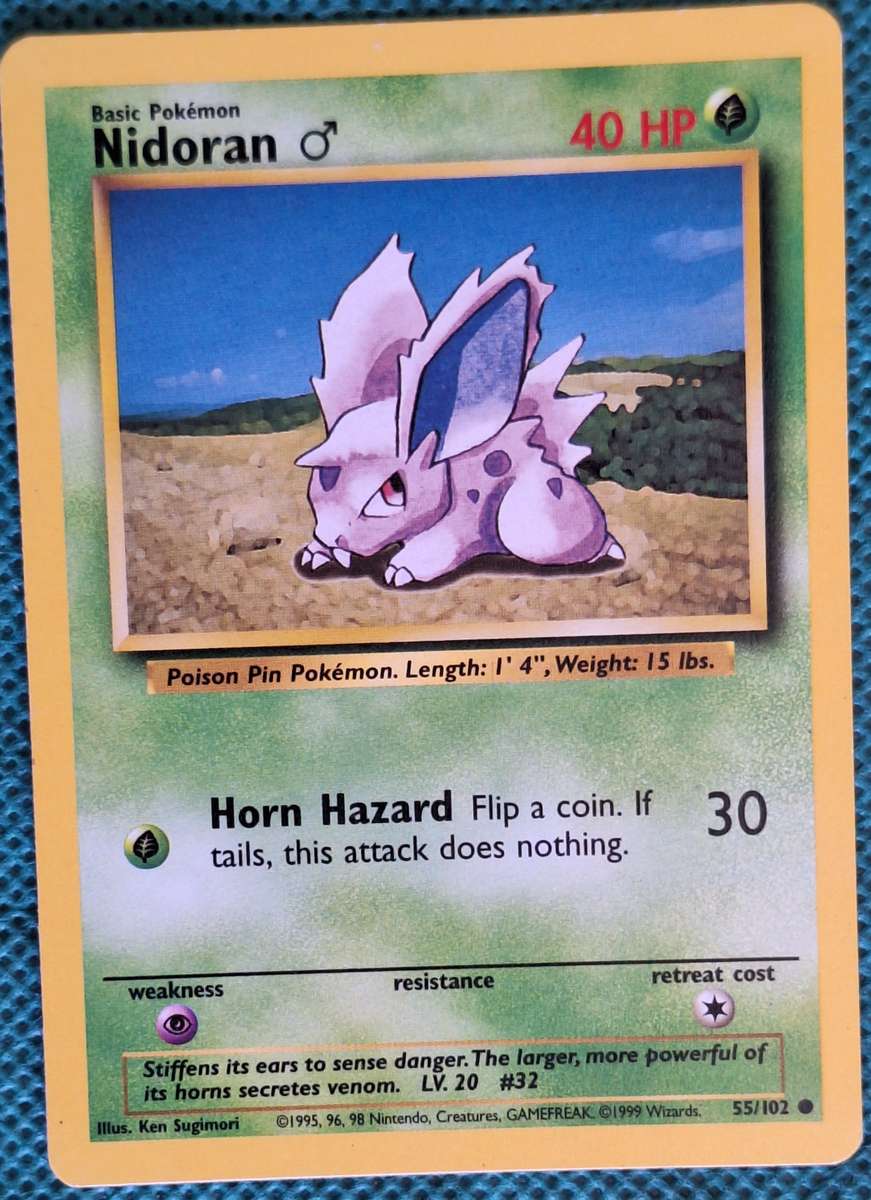 Basic Pokémon
Nidoran ♂ 40 HP
Poison Pin Pokémon. Length: 1' 4", Weight: 15 lbs.
Horn Hazard Flip a coin. If 30
tails, this attack does nothing.
weakness resistance retreat cost
Stiffens its ears to sense danger. The larger, more powerful of
its horns secretes venom. LV. 20 #32
Illus. Ken Sugimori ©1995, 96, 98 Nintendo, Creatures, GAMEFREAK. ©1999 Wizards. 55/102 ●